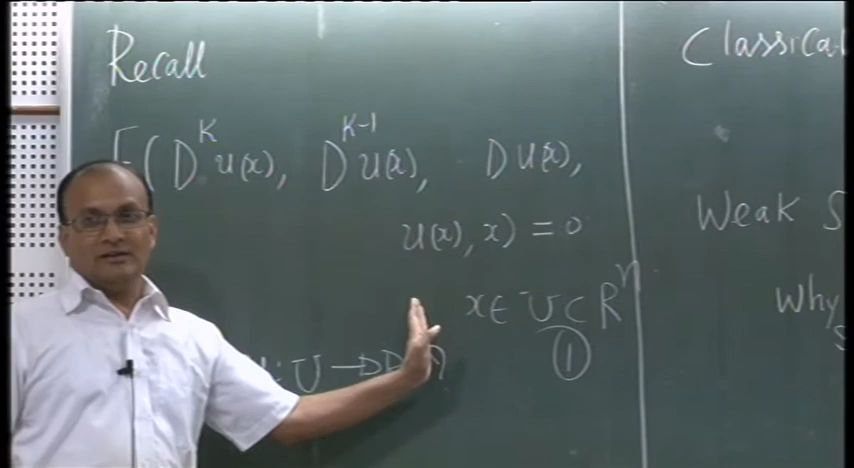 Recall
F(D^K u(x), D^{K-1} u(x), Du(x),
u(x), x) = 0
x ∈ U ⊂ R^n
①
: U →
Classical
Weak
Why